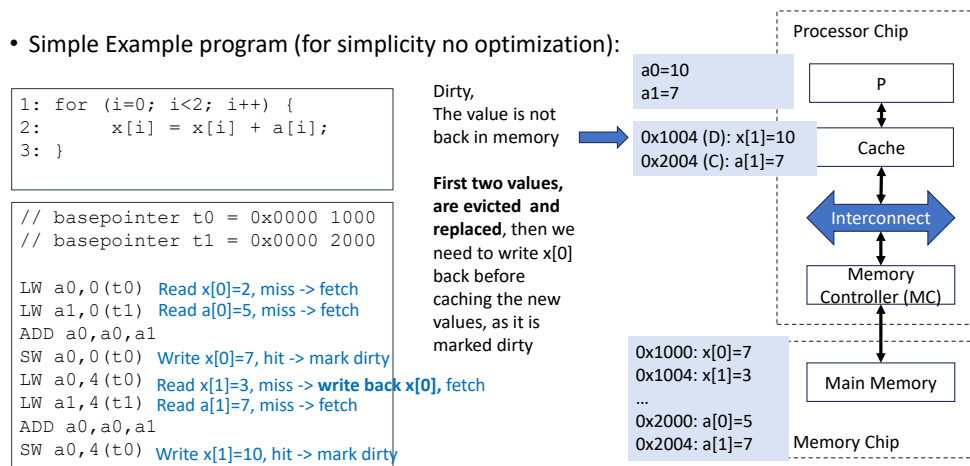 • Simple Example program (for simplicity no optimization):
1: for (i=0; i<2; i++) {
2:      x[i] = x[i] + a[i];
3: }
// basepointer t0 = 0x0000 1000
// basepointer t1 = 0x0000 2000
LW a0,0(t0) Read x[0]=2, miss -> fetch
LW a1,0(t1) Read a[0]=5, miss -> fetch
ADD a0,a0,a1
SW a0,0(t0) Write x[0]=7, hit -> mark dirty
LW a0,4(t0) Read x[1]=3, miss -> write back x[0], fetch
LW a1,4(t1) Read a[1]=7, miss -> fetch
ADD a0,a0,a1
SW a0,4(t0) Write x[1]=10, hit -> mark dirty
Dirty,
The value is not
back in memory
First two values,
are evicted and
replaced, then we
need to write x[0]
back before
caching the new
values, as it is
marked dirty
Processor Chip
a0=10
a1=7
P
0x1004 (D): x[1]=10
0x2004 (C): a[1]=7
Cache
Interconnect
Memory
Controller (MC)
0x1000: x[0]=7
0x1004: x[1]=3
...
0x2000: a[0]=5
0x2004: a[1]=7
Main Memory
Memory Chip